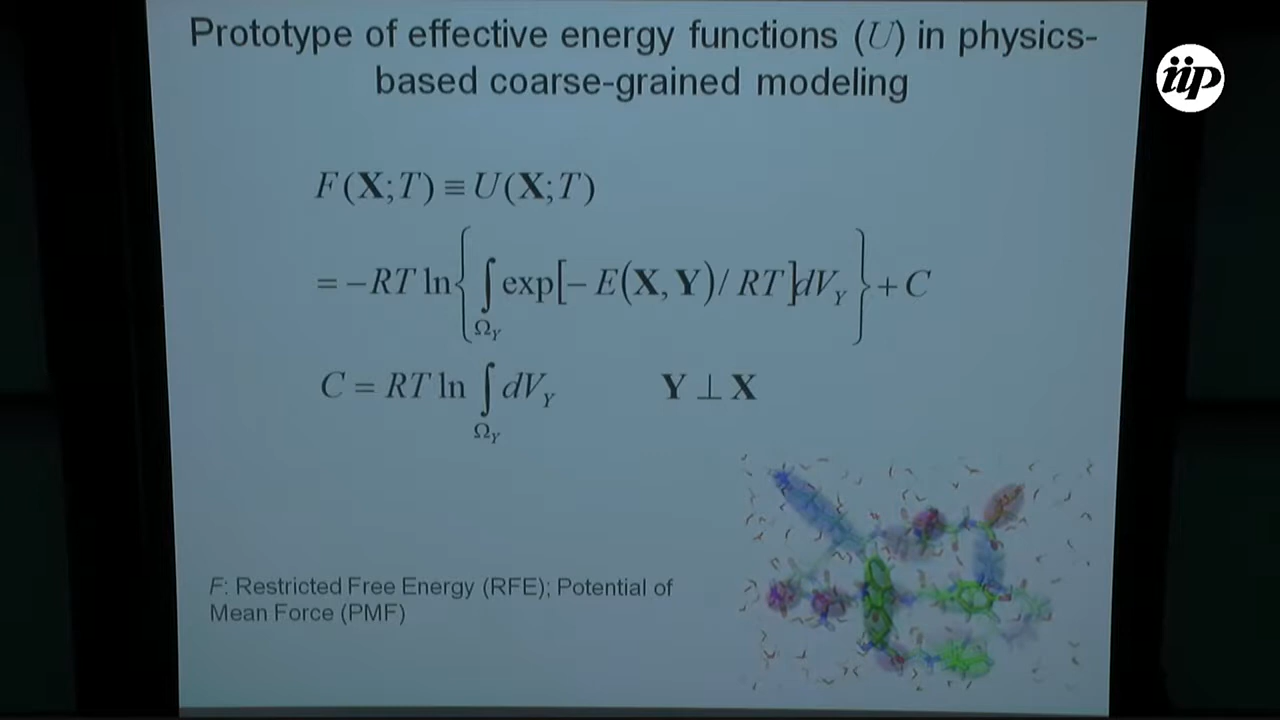 Prototype of effective energy functions (U) in physics-
based coarse-grained modeling
iip
F(X;T) ≡ U(X;T)
= −RT ln{ ∫_{Ω_Y} exp[− E(X, Y)/ RT]dV_Y } + C
C = RT ln ∫_{Ω_Y} dV_Y    Y ⊥ X
F: Restricted Free Energy (RFE); Potential of
Mean Force (PMF)